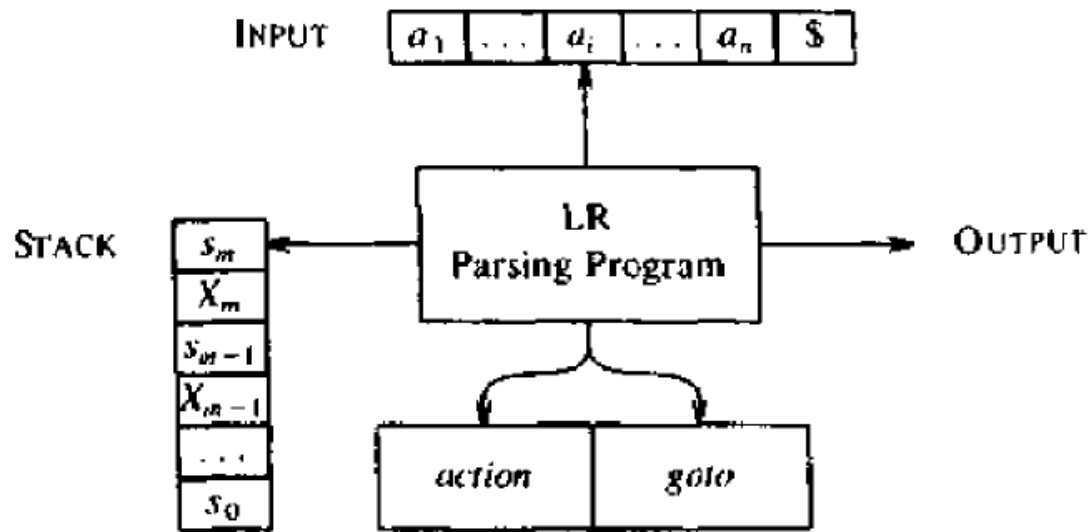 INPUT a₁ ... aᵢ ... aₙ $
LR
Parsing Program
STACK
OUTPUT
sₘ
Xₘ
sₘ₋₁
Xₘ₋₁
...
s₀
action goto